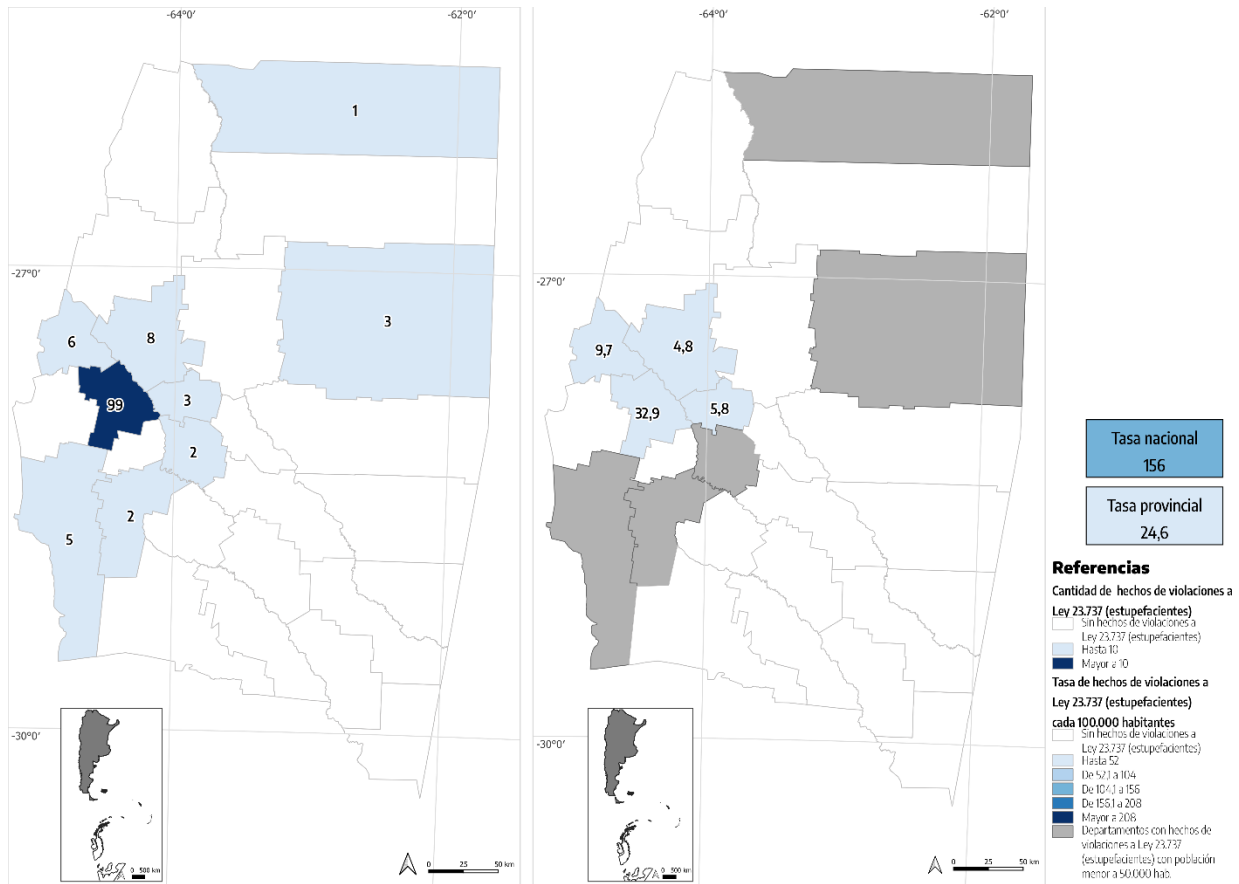 -64°0'
-62°0'
1
-27°0'
3
6
8
99
3
2
2
5
-30°0'
0 500 km
0 25 50 km
-64°0'
-62°0'
-27°0'
9,7
4,8
32,9
5,8
-30°0'
0 500 km
0 25 50 km
Tasa nacional
156
Tasa provincial
24,6
Referencias
Cantidad de hechos de violaciones a
Ley 23.737 (estupefacientes)
Sin hechos de violaciones a
Ley 23.737 (estupefacientes)
Hasta 10
Mayor a 10
Tasa de hechos de violaciones a
Ley 23.737 (estupefacientes)
cada 100.000 habitantes
Sin hechos de violaciones a
Ley 23.737 (estupefacientes)
Hasta 52
De 52,1 a 104
De 104,1 a 156
De 156,1 a 208
Mayor a 208
Departamentos con hechos de
violaciones a Ley 23.737
(estupefacientes) con población
menor a 50.000 hab.